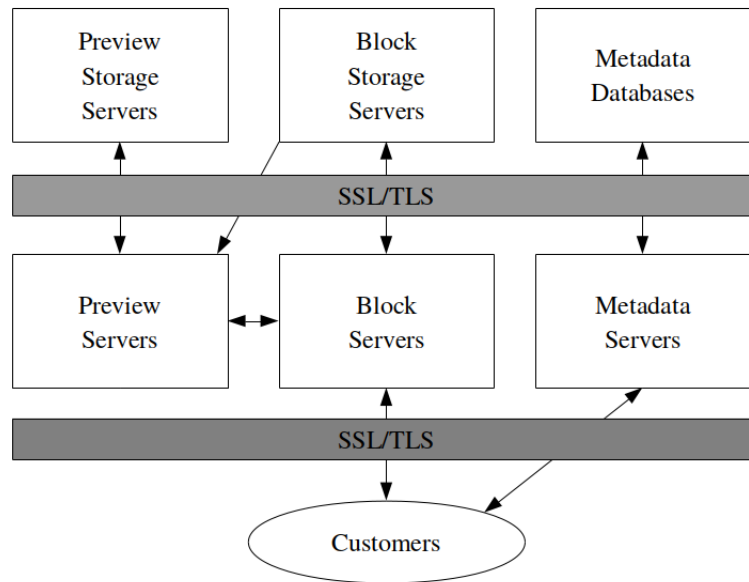 Preview
Storage
Servers
Block
Storage
Servers
Metadata
Databases
SSL/TLS
Preview
Servers
Block
Servers
Metadata
Servers
SSL/TLS
Customers